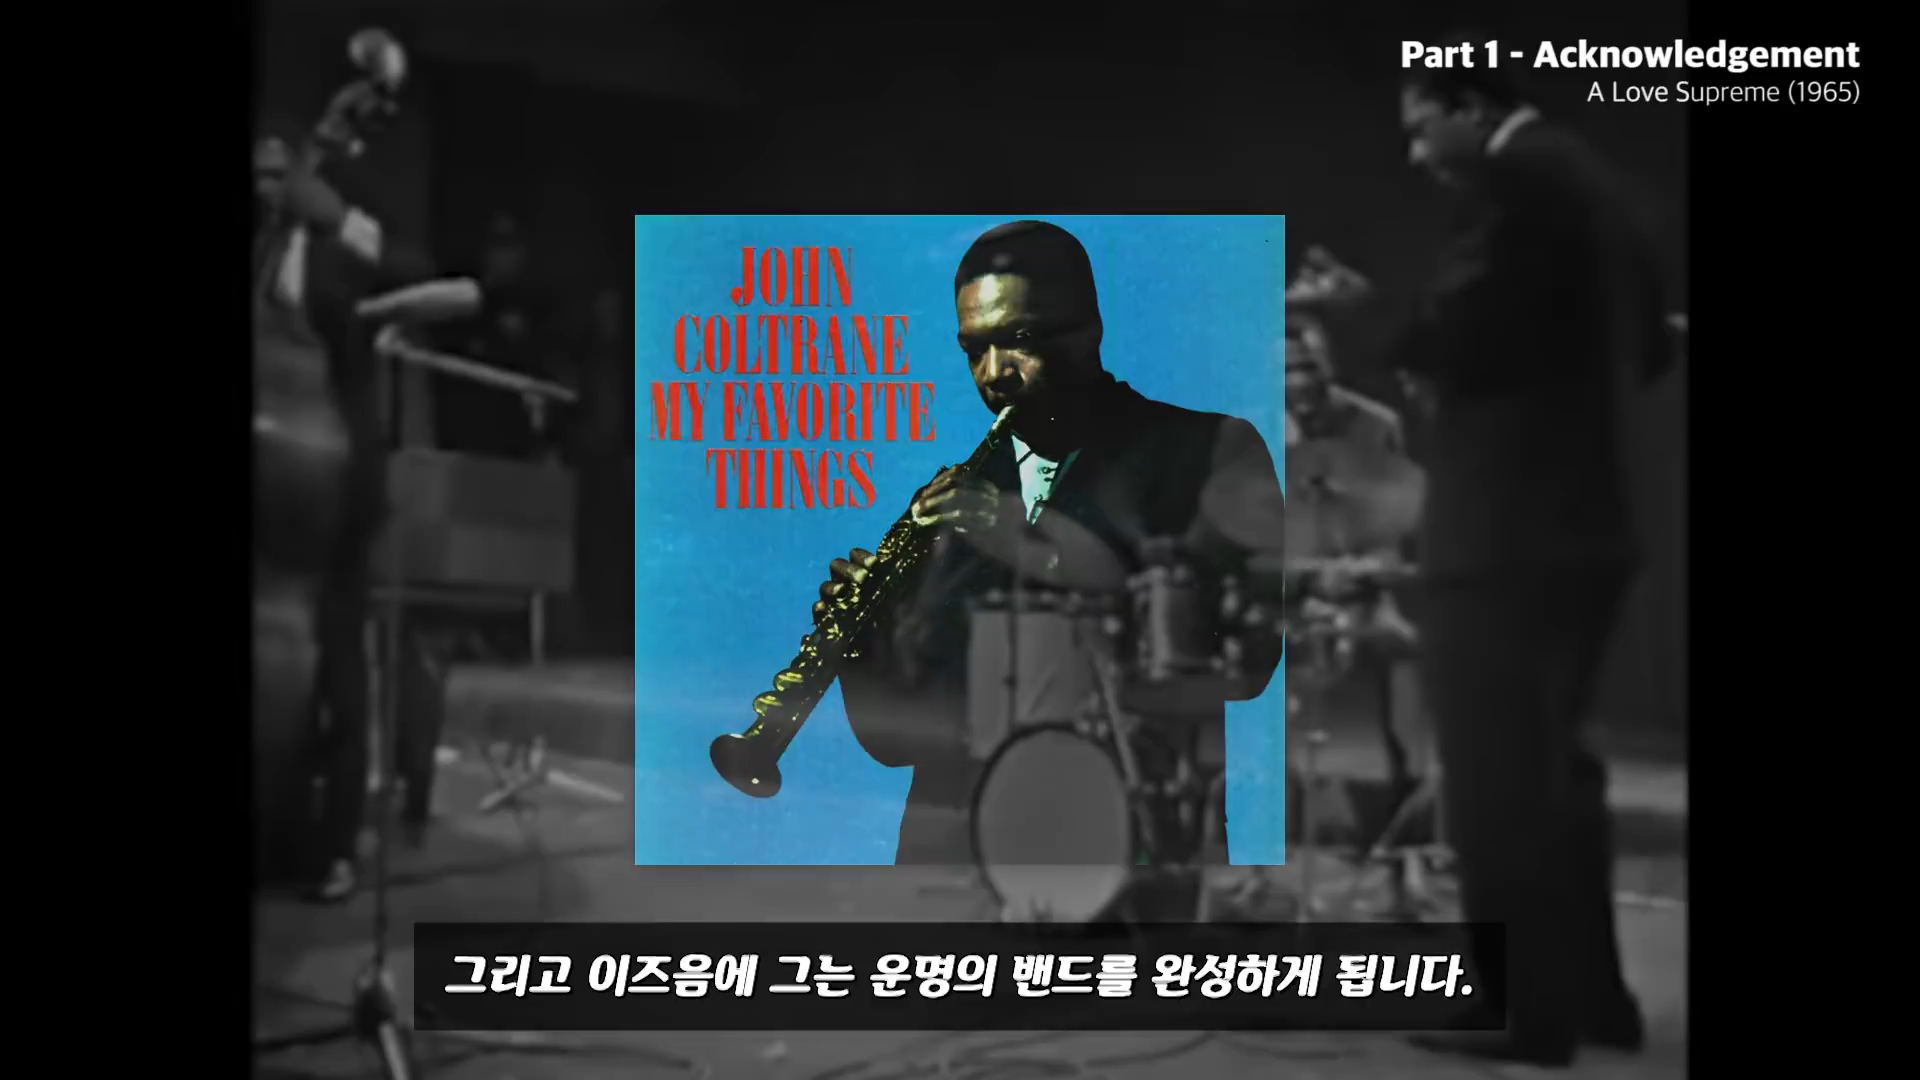 Part 1 - Acknowledgement
A Love Supreme (1965)
JOHN
COLTRANE
MY FAVORITE
THINGS
그리고 이즈음에 그는 운명의 밴드를 완성하게 됩니다.